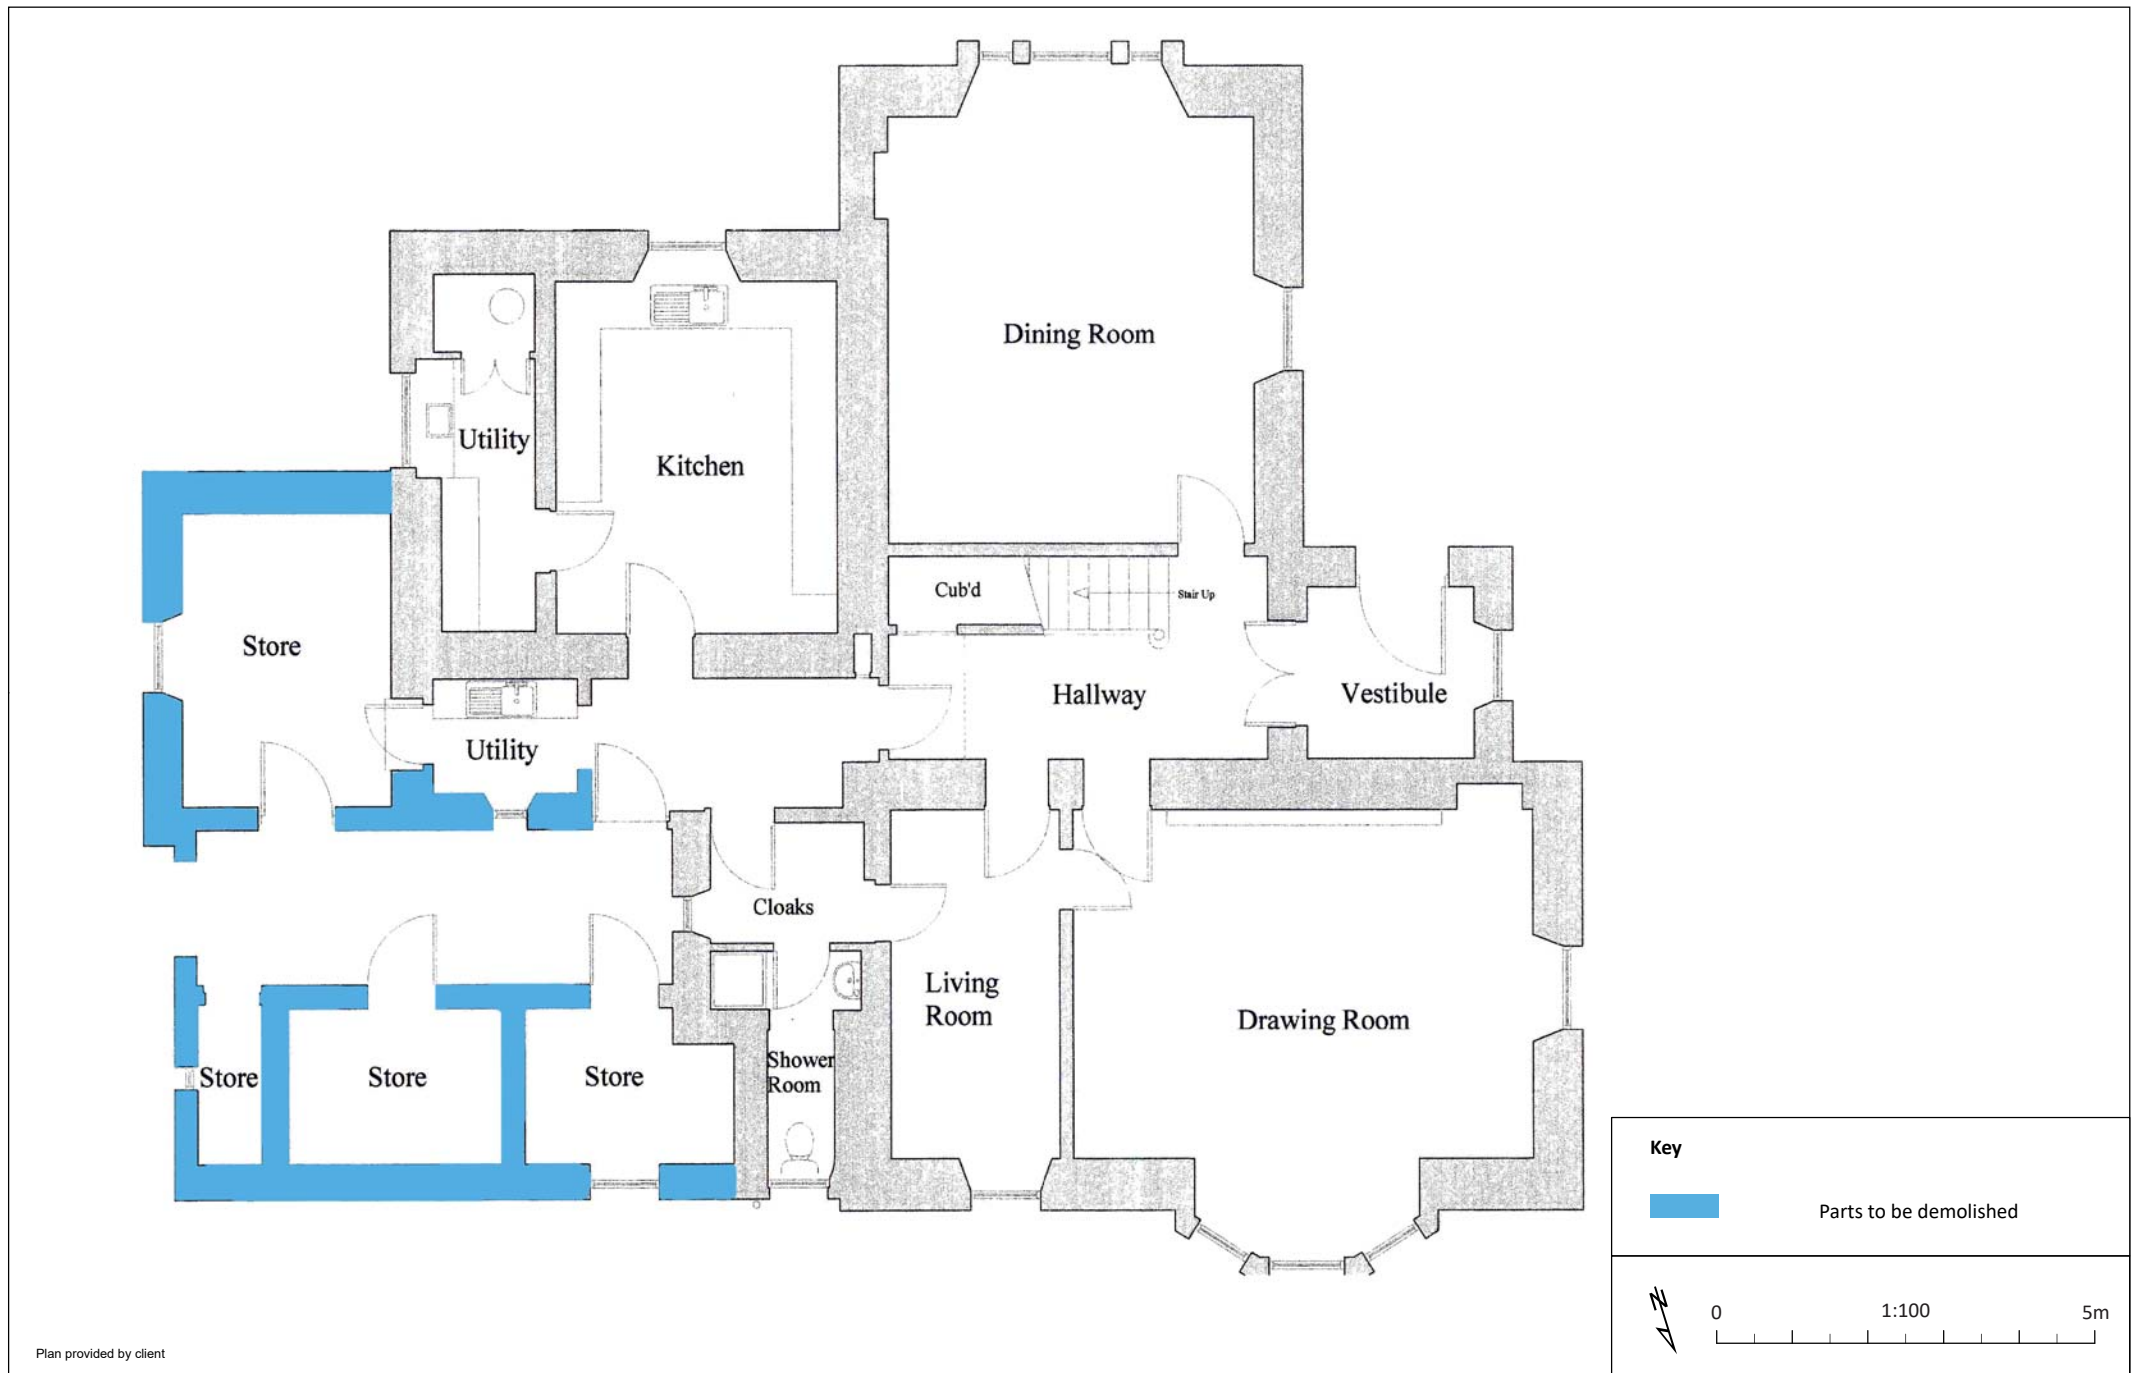 Dining Room
Utility
Kitchen
Cub'd
Stair Up
Store
Hallway
Vestibule
Utility
Cloaks
Living
Room
Drawing Room
Store
Store
Store
Shower
Room
Key
Parts to be demolished
N
0 1:100 5m
Plan provided by client